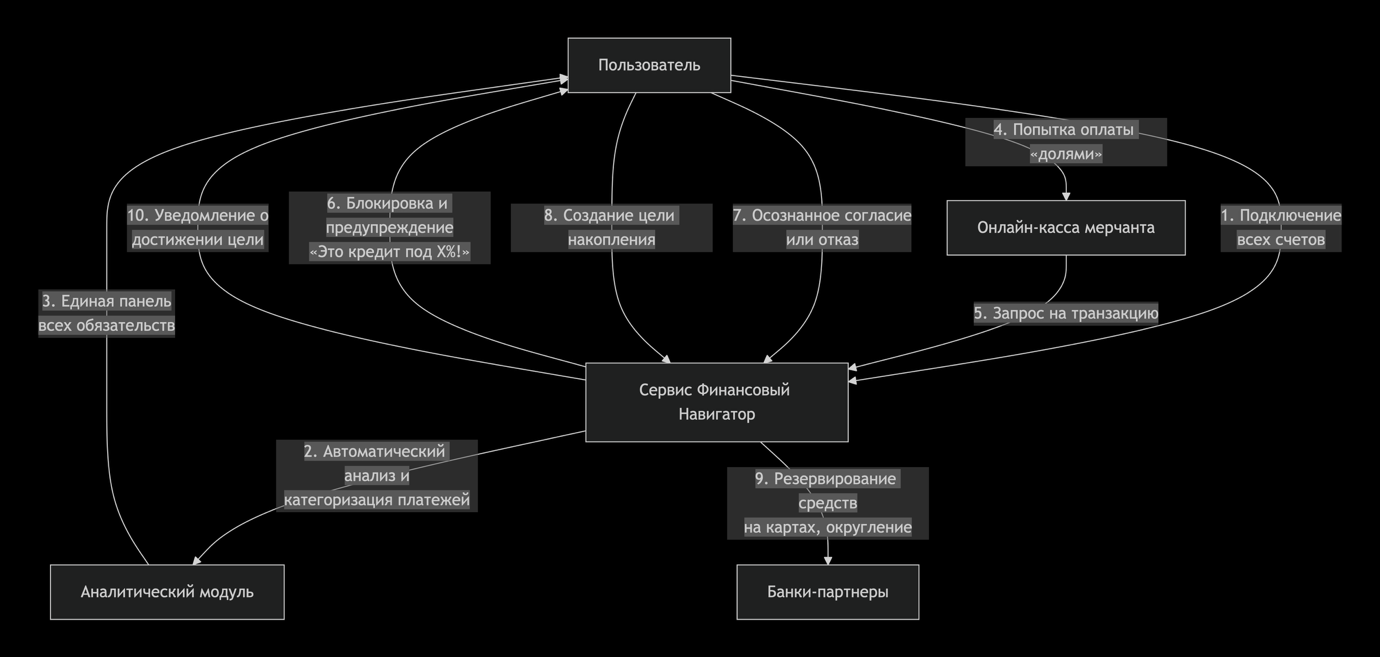 Пользователь
4. Попытка оплаты
«долями»
10. Уведомление о
достижении цели
6. Блокировка и
предупреждение
«Это кредит под X%!»
8. Создание цели
накопления
7. Осознанное согласие
или отказ
Онлайн-касса мерчанта
1. Подключение
всех счетов
3. Единая панель
всех обязательств
5. Запрос на транзакцию
Сервис Финансовый
Навигатор
2. Автоматический
анализ и
категоризация платежей
9. Резервирование
средств
на картах, округление
Аналитический модуль
Банки-партнеры